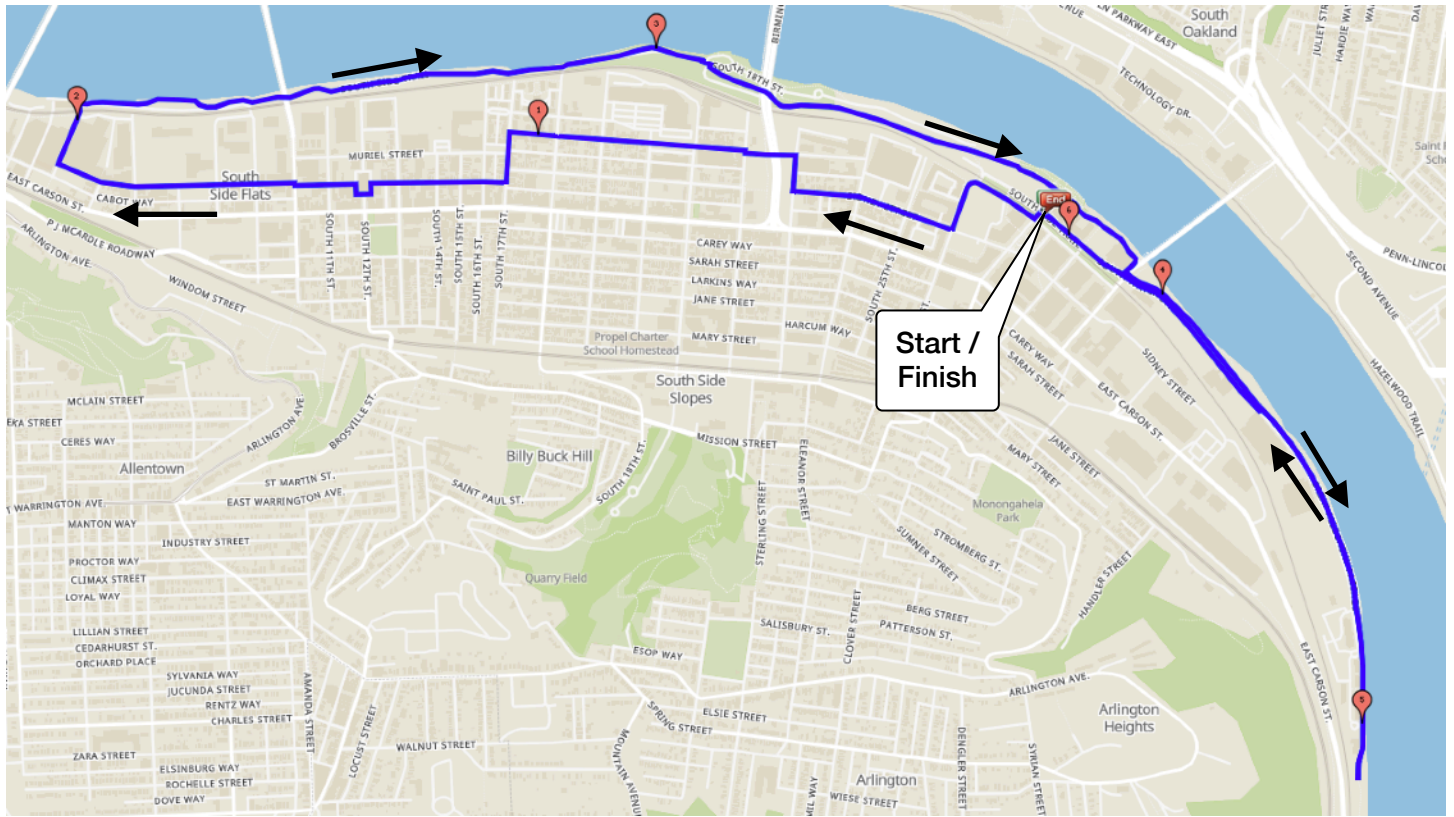 South
Oakland
TECHNOLOGY DR.
JULIET ST
HARDIE WAY
SECOND AVENUE
HAZELWOOD TRAIL
3
2
1
End
6
4
5
SOUTH 18TH ST.
MURIEL STREET
South
Side Flats
EAST CARSON ST.
CABOT WAY
P J MCARDLE ROADWAY
ARLINGTON AVE.
WINDOM STREET
SOUTH 11TH ST.
SOUTH 12TH ST.
SOUTH 14TH ST.
SOUTH 15TH ST.
SOUTH 16TH ST.
SOUTH 17TH ST.
CAREY WAY
SARAH STREET
LARKINS WAY
JANE STREET
HARCUM WAY
MARY STREET
SOUTH 25TH ST.
Propel Charter
School Homestead
South Side
Slopes
Start /
Finish
CAREY WAY
SARAH STREET
SIDNEY STREET
EAST CARSON ST.
JANE STREET
MARY STREET
MISSION STREET
ELEANOR STREET
STERLING STREET
Monongahela
Park
STROMBERG ST.
SUMNER STREET
HANDLER STREET
MCLAIN STREET
CERES WAY
Allentown
ARLINGTON AVE.
BROSVILLE ST.
ST MARTIN ST.
EAST WARRINGTON AVE.
T WARRINGTON AVE.
MANTON WAY
INDUSTRY STREET
PROCTOR WAY
CLIMAX STREET
LOYAL WAY
Billy Buck Hill
SAINT PAUL ST.
SOUTH 18TH ST.
Quarry Field
BERG STREET
PATTERSON ST.
SALISBURY ST.
CLOVER STREET
LILLIAN STREET
CEDARHURST ST.
ORCHARD PLACE
SYLVANIA WAY
JUCUNDA STREET
RENTZ WAY
CHARLES STREET
AMANDA STREET
ESOP WAY
ARLINGTON AVE.
EAST CARSON ST.
Arlington
Heights
ELSIE STREET
SPRING STREET
ZARA STREET
ELSINBURG WAY
ROCHELLE STREET
DOVE WAY
LOCUST STREET
WALNUT STREET
MOUNTAIN AVENUE
Arlington
WIESE STREET
DENGLER STREET
SYRIAN STREET